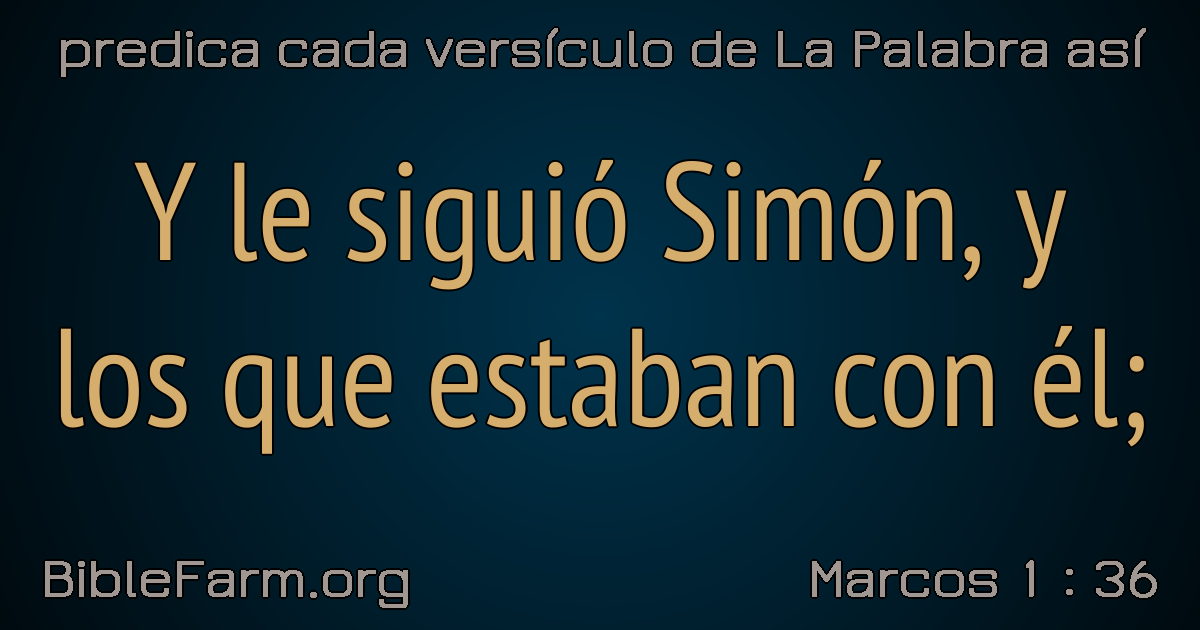 predica cada versículo de La Palabra así
Y le siguió Simón, y
los que estaban con él;
BibleFarm.org
Marcos 1 : 36